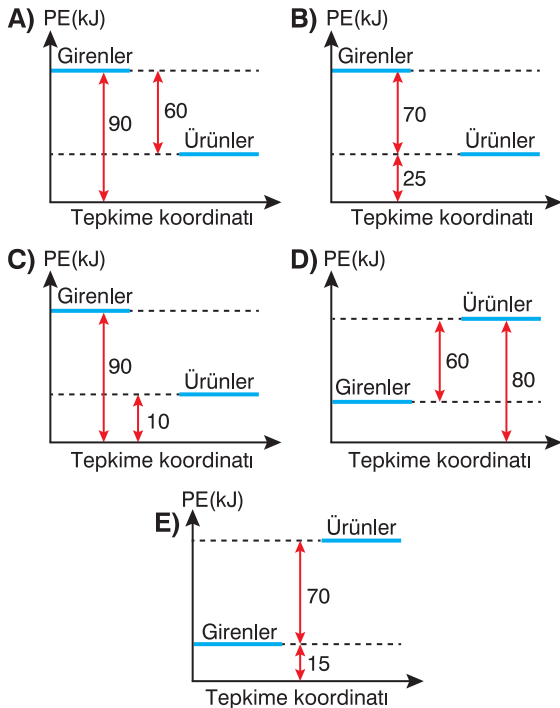 A) PE(kJ)
Girenler
60
90
Ürünler
Tepkime koordinatı
B) PE(kJ)
Girenler
70
Ürünler
25
Tepkime koordinatı
C) PE(kJ)
Girenler
90
Ürünler
10
Tepkime koordinatı
D) PE(kJ)
Ürünler
60
80
Girenler
Tepkime koordinatı
E) PE(kJ)
Ürünler
70
Girenler
15
Tepkime koordinatı